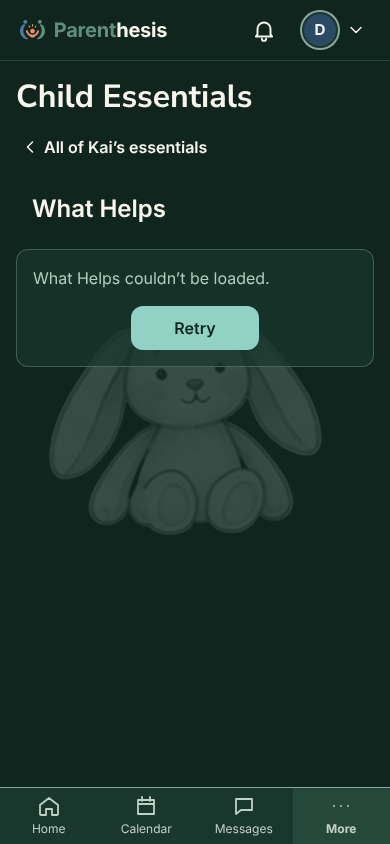 Parenthesis
D
Child Essentials
All of Kai’s essentials
What Helps
What Helps couldn’t be loaded.
Retry
Home
Calendar
Messages
More